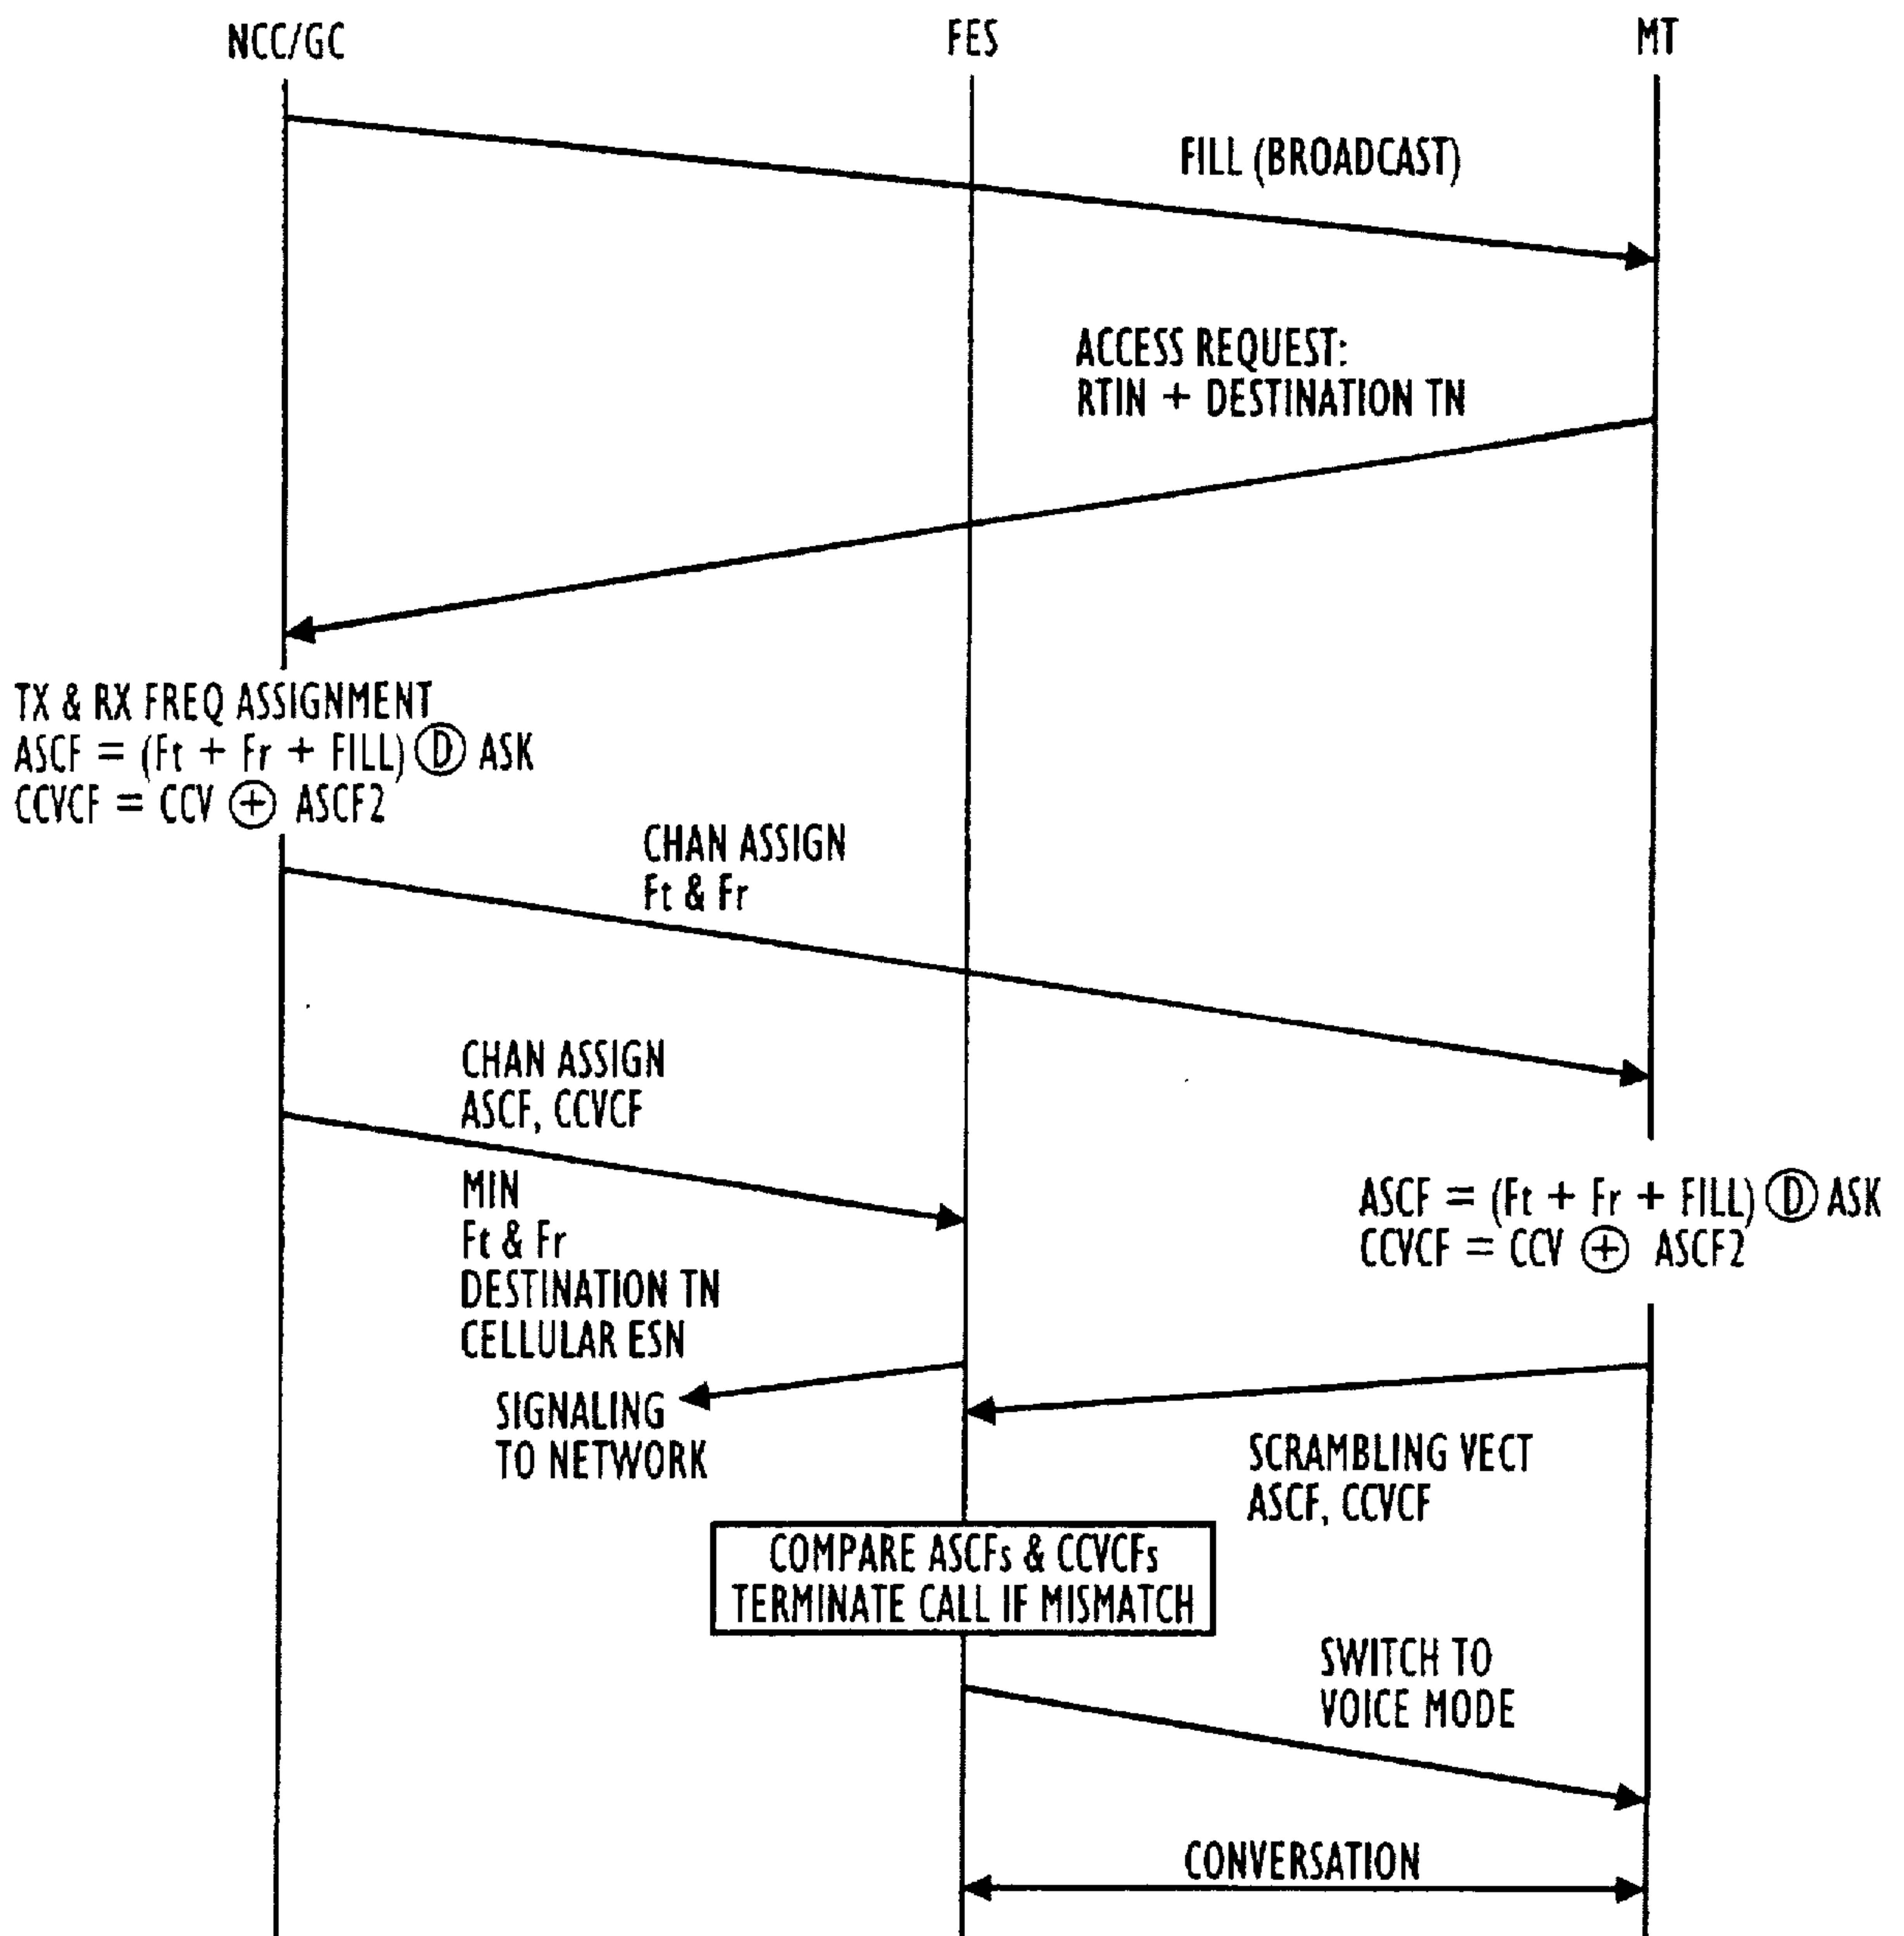 NCC/GC
FES
MT
FILL (BROADCAST)
ACCESS REQUEST:
RTIN + DESTINATION TN
TX & RX FREQ ASSIGNMENT
ASCF = (Ft + Fr + FILL) Ⓓ ASK
CCVCF = CCV ⊕ ASCF2
CHAN ASSIGN
Ft & Fr
CHAN ASSIGN
ASCF, CCVCF
MIN
Ft & Fr
DESTINATION TN
CELLULAR ESN
ASCF = (Ft + Fr + FILL) Ⓓ ASK
CCVCF = CCV ⊕ ASCF2
SIGNALING
TO NETWORK
SCRAMBLING VECT
ASCF, CCVCF
COMPARE ASCFs & CCVCFs
TERMINATE CALL IF MISMATCH
SWITCH TO
VOICE MODE
CONVERSATION